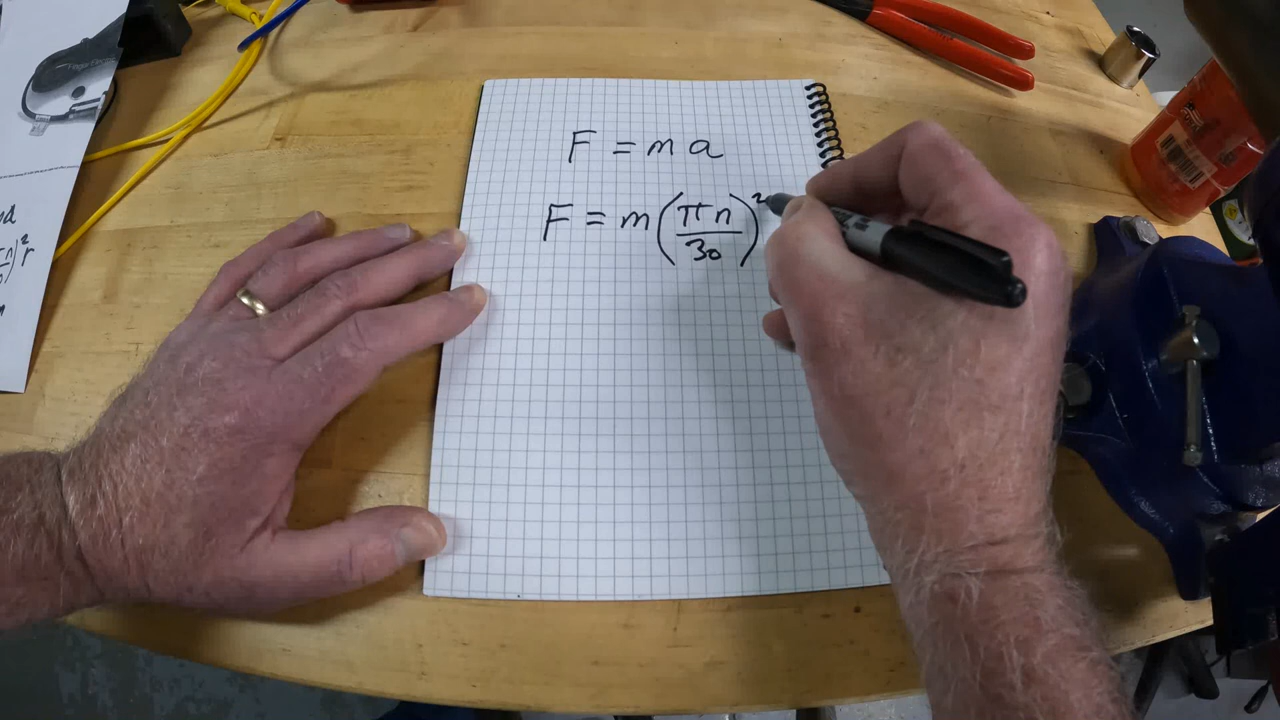 F = ma
F = m(πn/30)²